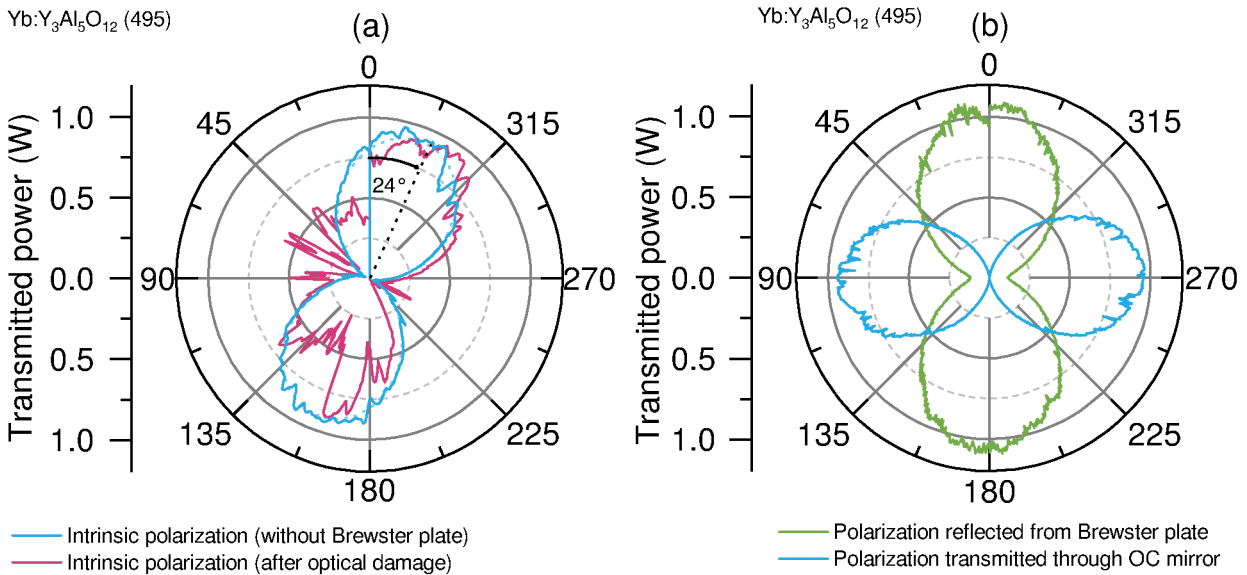 Yb:Y₃Al₅O₁₂ (495)
(a)
0
45
315
90
270
135
225
180
24°
Transmitted power (W)
1.0
0.5
0.0
0.5
1.0
Intrinsic polarization (without Brewster plate)
Intrinsic polarization (after optical damage)
Yb:Y₃Al₅O₁₂ (495)
(b)
0
45
315
90
270
135
225
180
Transmitted power (W)
1.0
0.5
0.0
0.5
1.0
Polarization reflected from Brewster plate
Polarization transmitted through OC mirror